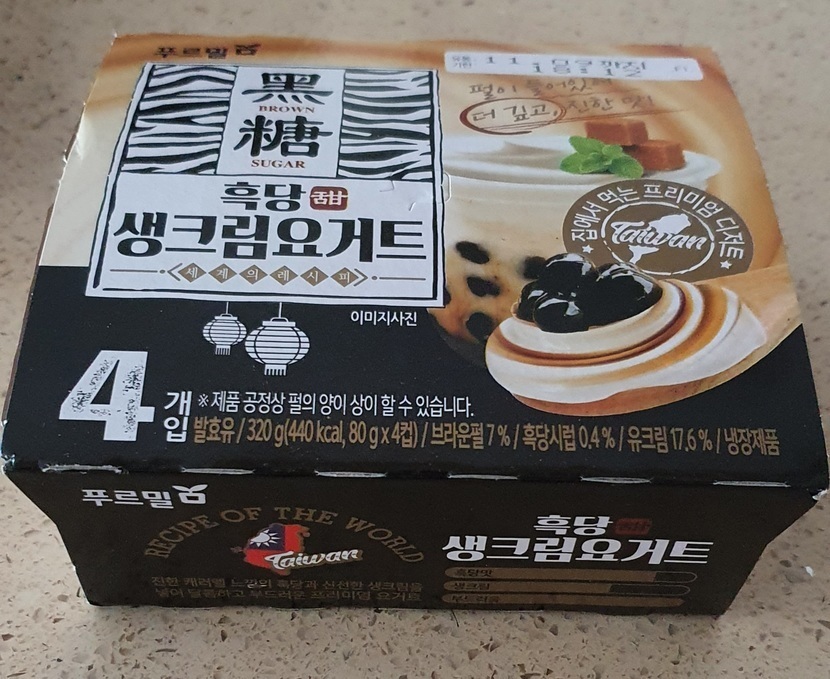 푸르밀
유통
기한
펄이 들어있어
더 깊고, 진한 맛!
黑
BROWN
糖
SUGAR
흑당 甜
생크림요거트
세계의레시피
집에서 먹는 프리미엄 디저트
Taiwan
이미지사진
4개입
※ 제품 공정상 펄의 양이 상이 할 수 있습니다.
발효유 / 320 g(440 kcal, 80 g x 4컵) / 브라운펄 7 % / 흑당시럽 0.4 % / 유크림 17.6 % / 냉장제품
푸르밀
RECIPE OF THE WORLD
Taiwan
진한 캐러멜 느낌의 흑당과 신선한 생크림을
넣어 달콤하고 부드러운 프리미엄 요거트
흑당 甜
생크림요거트
흑당맛
생크림
부드러움